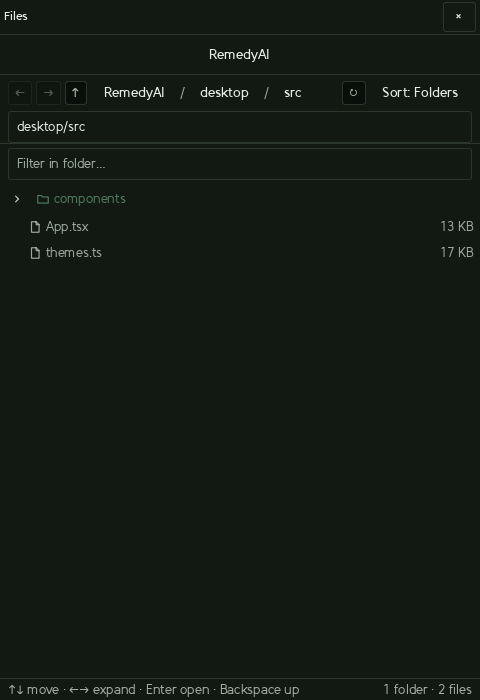 Files ×
RemedyAI
← → ↑ RemedyAI / desktop / src ↻ Sort: Folders
desktop/src
Filter in folder...
› components
App.tsx 13 KB
themes.ts 17 KB
↑↓ move · ←→ expand · Enter open · Backspace up 1 folder · 2 files